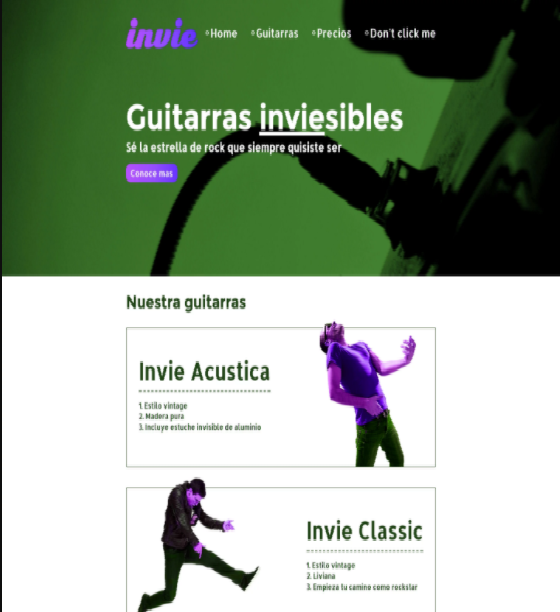 invie
Home Guitarras Precios Don't click me
Guitarras inviesibles
Sé la estrella de rock que siempre quisiste ser
Conoce mas
Nuestra guitarras
Invie Acustica
1. Estilo vintage
2. Madera pura
3. Incluye estuche invisible de aluminio
Invie Classic
1. Estilo vintage
2. Liviana
3. Empieza tu camino como rockstar